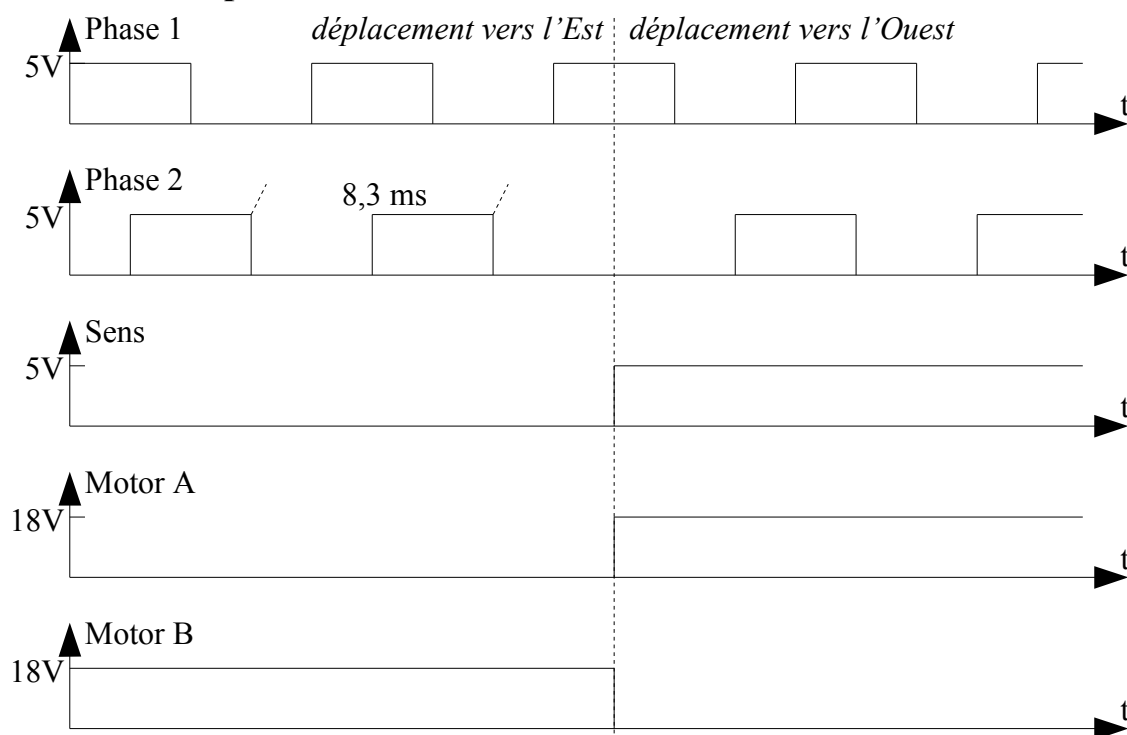 Phase 1 déplacement vers l'Est déplacement vers l'Ouest
5V
t
Phase 2
8,3 ms
5V
t
Sens
5V
t
Motor A
18V
t
Motor B
18V
t